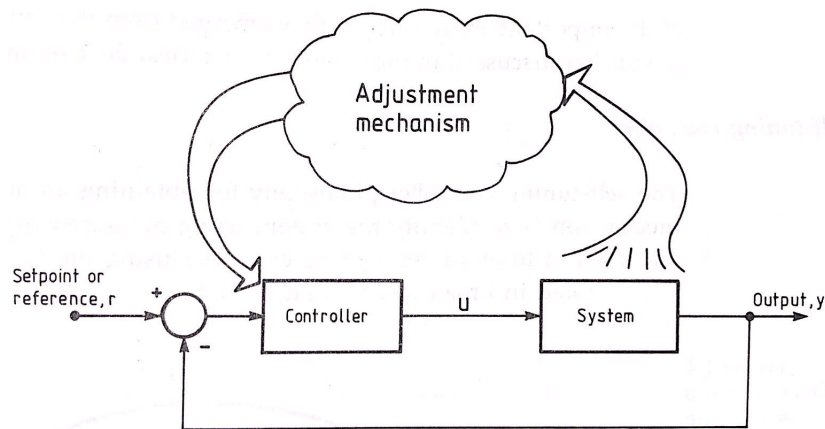 Adjustment
mechanism
Setpoint or
reference, r
+
-
Controller
u
System
Output, y